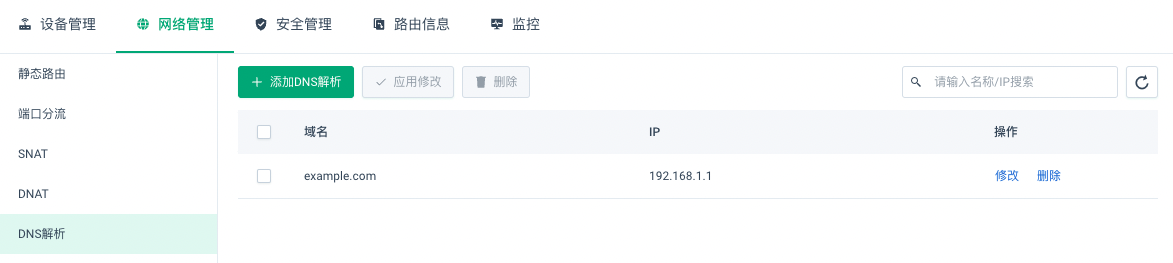 设备管理 网络管理 安全管理 路由信息 监控
静态路由
端口分流
SNAT
DNAT
DNS解析
添加DNS解析 应用修改 删除 请输入名称/IP搜索
域名 IP 操作
example.com 192.168.1.1 修改 删除